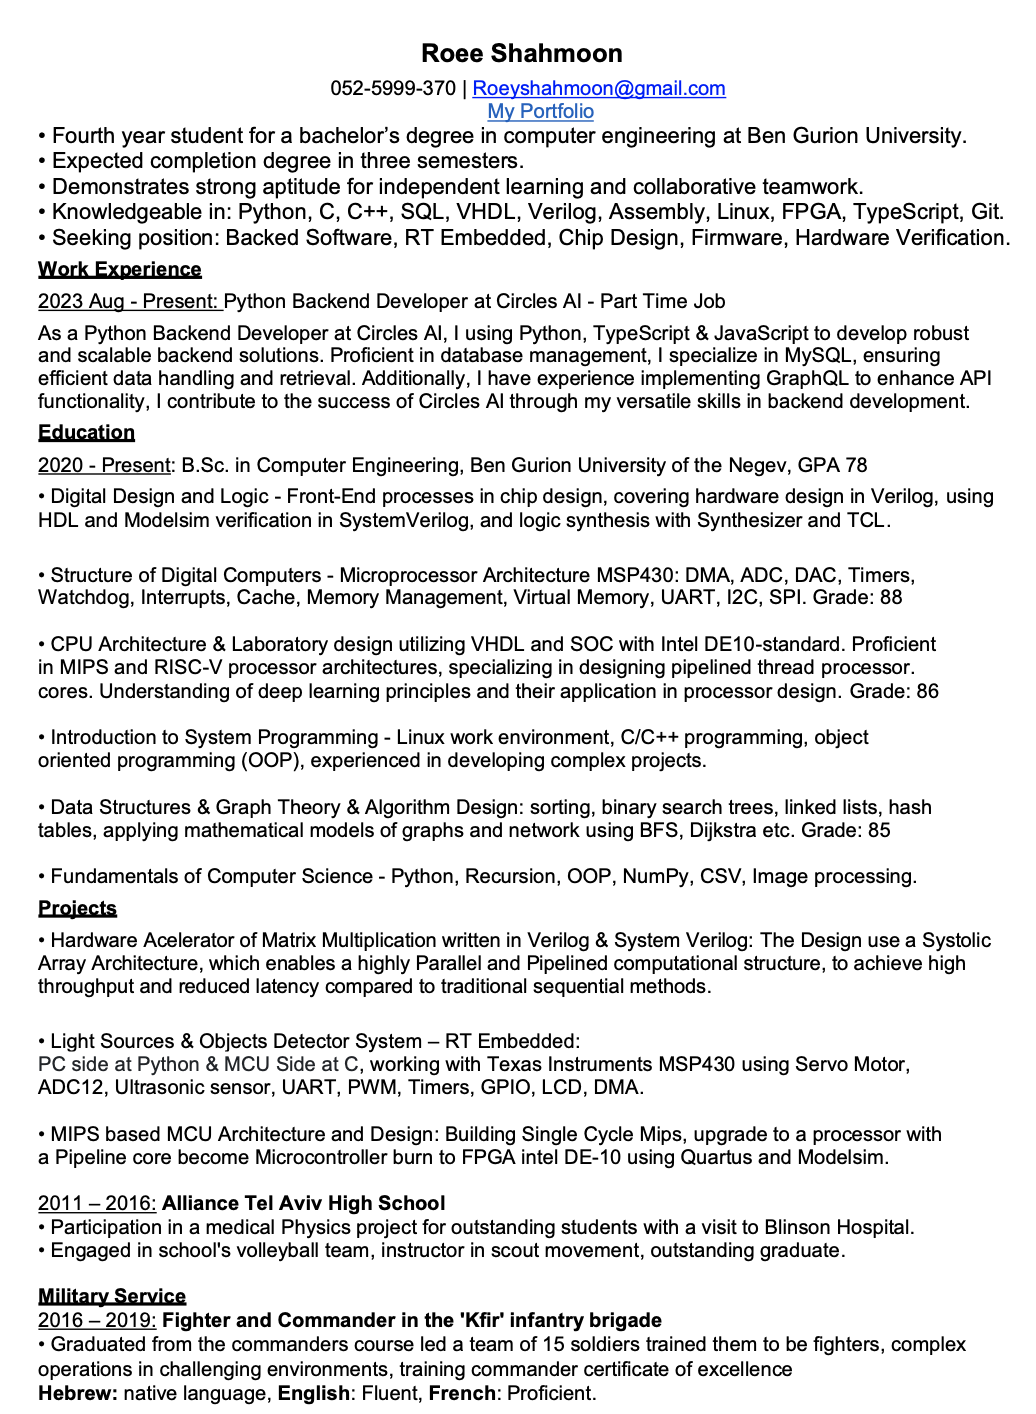 Roee Shahmoon
052-5999-370 | Roeyshahmoon@gmail.com
My Portfolio
• Fourth year student for a bachelor’s degree in computer engineering at Ben Gurion University.
• Expected completion degree in three semesters.
• Demonstrates strong aptitude for independent learning and collaborative teamwork.
• Knowledgeable in: Python, C, C++, SQL, VHDL, Verilog, Assembly, Linux, FPGA, TypeScript, Git.
• Seeking position: Backed Software, RT Embedded, Chip Design, Firmware, Hardware Verification.
Work Experience
2023 Aug - Present: Python Backend Developer at Circles AI - Part Time Job
As a Python Backend Developer at Circles AI, I using Python, TypeScript & JavaScript to develop robust
and scalable backend solutions. Proficient in database management, I specialize in MySQL, ensuring
efficient data handling and retrieval. Additionally, I have experience implementing GraphQL to enhance API
functionality, I contribute to the success of Circles AI through my versatile skills in backend development.
Education
2020 - Present: B.Sc. in Computer Engineering, Ben Gurion University of the Negev, GPA 78
• Digital Design and Logic - Front-End processes in chip design, covering hardware design in Verilog, using
HDL and Modelsim verification in SystemVerilog, and logic synthesis with Synthesizer and TCL.
• Structure of Digital Computers - Microprocessor Architecture MSP430: DMA, ADC, DAC, Timers,
Watchdog, Interrupts, Cache, Memory Management, Virtual Memory, UART, I2C, SPI. Grade: 88
• CPU Architecture & Laboratory design utilizing VHDL and SOC with Intel DE10-standard. Proficient
in MIPS and RISC-V processor architectures, specializing in designing pipelined thread processor.
cores. Understanding of deep learning principles and their application in processor design. Grade: 86
• Introduction to System Programming - Linux work environment, C/C++ programming, object
oriented programming (OOP), experienced in developing complex projects.
• Data Structures & Graph Theory & Algorithm Design: sorting, binary search trees, linked lists, hash
tables, applying mathematical models of graphs and network using BFS, Dijkstra etc. Grade: 85
• Fundamentals of Computer Science - Python, Recursion, OOP, NumPy, CSV, Image processing.
Projects
• Hardware Acelerator of Matrix Multiplication written in Verilog & System Verilog: The Design use a Systolic
Array Architecture, which enables a highly Parallel and Pipelined computational structure, to achieve high
throughput and reduced latency compared to traditional sequential methods.
• Light Sources & Objects Detector System – RT Embedded:
PC side at Python & MCU Side at C, working with Texas Instruments MSP430 using Servo Motor,
ADC12, Ultrasonic sensor, UART, PWM, Timers, GPIO, LCD, DMA.
• MIPS based MCU Architecture and Design: Building Single Cycle Mips, upgrade to a processor with
a Pipeline core become Microcontroller burn to FPGA intel DE-10 using Quartus and Modelsim.
2011 – 2016: Alliance Tel Aviv High School
• Participation in a medical Physics project for outstanding students with a visit to Blinson Hospital.
• Engaged in school's volleyball team, instructor in scout movement, outstanding graduate.
Military Service
2016 – 2019: Fighter and Commander in the 'Kfir' infantry brigade
• Graduated from the commanders course led a team of 15 soldiers trained them to be fighters, complex
operations in challenging environments, training commander certificate of excellence
Hebrew: native language, English: Fluent, French: Proficient.